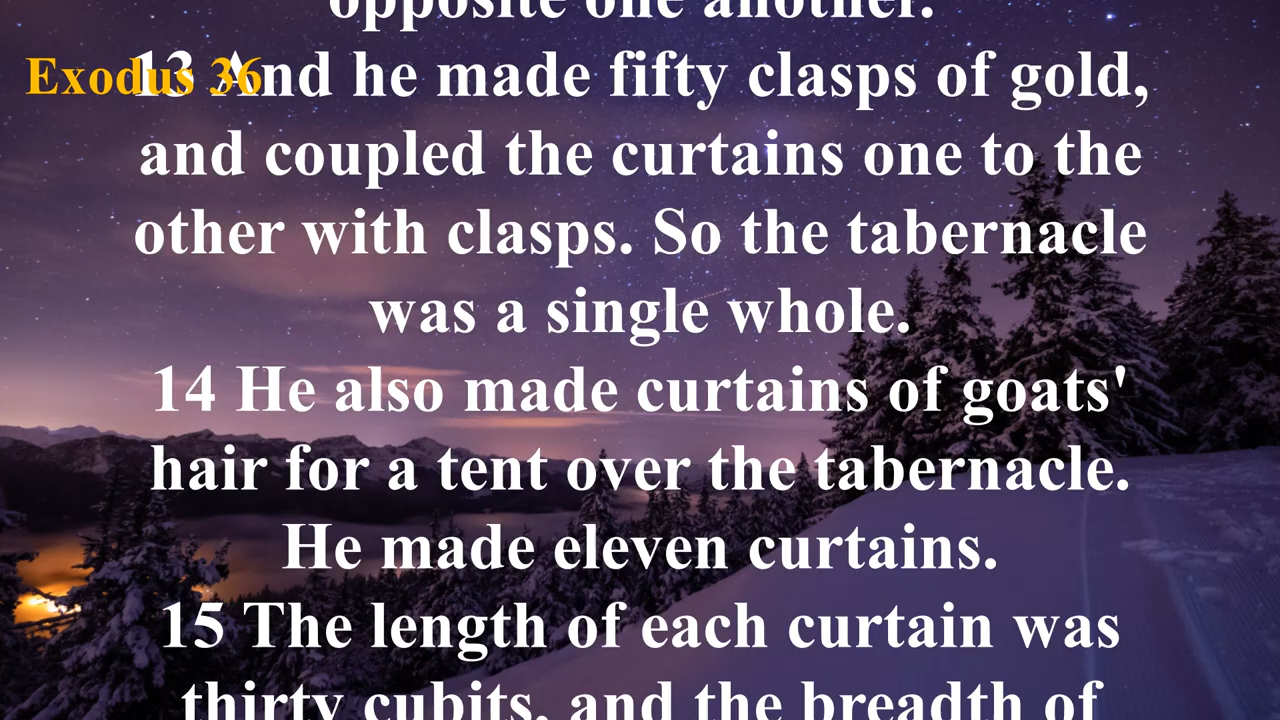 opposite one another.
Exodus 36
13 And he made fifty clasps of gold,
and coupled the curtains one to the
other with clasps. So the tabernacle
was a single whole.
14 He also made curtains of goats'
hair for a tent over the tabernacle.
He made eleven curtains.
15 The length of each curtain was
thirty cubits, and the breadth of